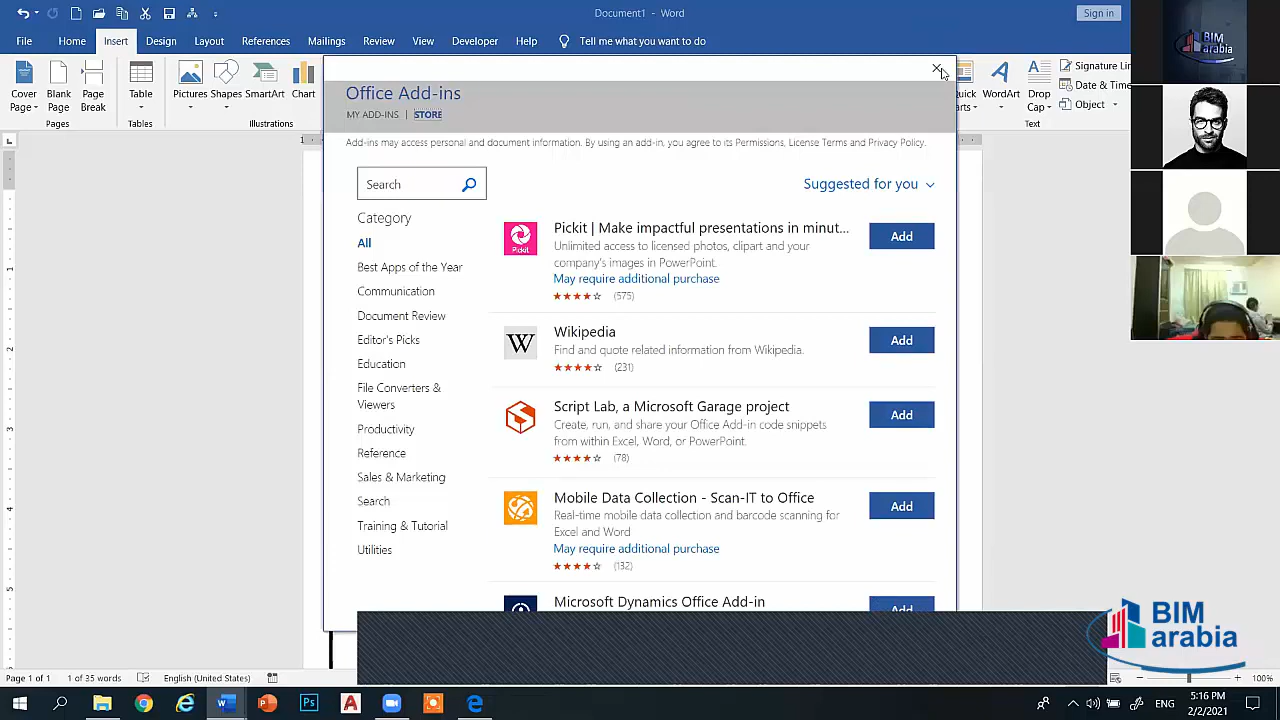 Document1 - Word
Sign in
File Home Insert Design Layout References Mailings Review View Developer Help Tell me what you want to do
Cover
Page
Blank
Page
Page
Break
Pages
Table
Tables
Pictures Shapes SmartArt Chart
Illustrations
WordArt
Drop
Cap
Date & Time
Object
Text
Office Add-ins
MY ADD-INS | STORE
Add-ins may access personal and document information. By using an add-in, you agree to its Permissions, License Terms and Privacy Policy.
Search
Suggested for you
Category
All
Best Apps of the Year
Communication
Document Review
Editor's Picks
Education
File Converters &
Viewers
Productivity
Reference
Sales & Marketing
Search
Training & Tutorial
Utilities
Pickit
Pickit | Make impactful presentations in minut...
Unlimited access to licensed photos, clipart and your
company's images in PowerPoint.
May require additional purchase
(575)
Add
W
Wikipedia
Find and quote related information from Wikipedia.
(231)
Add
Script Lab, a Microsoft Garage project
Create, run, and share your Office Add-in code snippets
from within Excel, Word, or PowerPoint.
(78)
Add
Mobile Data Collection - Scan-IT to Office
Real-time mobile data collection and barcode scanning for
Excel and Word
May require additional purchase
(132)
Add
Microsoft Dynamics Office Add-in
Add
BIM
arabia
BIM
arabia
1
2
3
4
5
Page 1 of 1 1 of 35 words English (United States)
100%
Ps
A
ENG
5:16 PM
2/2/2021